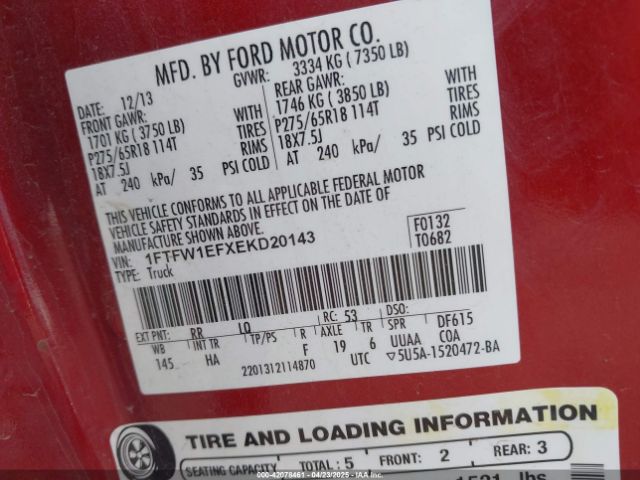 MFD. BY FORD MOTOR CO.
GVWR: 3334 KG ( 7350 LB)
DATE: 12/13
FRONT GAWR: WITH
1701 KG ( 3750 LB) TIRES
P275/65R18 114T RIMS
18X7.5J
AT 240 kPa/ 35 PSI COLD
REAR GAWR: WITH
1746 KG ( 3850 LB) TIRES
P275/65R18 114T RIMS
18X7.5J
AT 240 kPa/ 35 PSI COLD
THIS VEHICLE CONFORMS TO ALL APPLICABLE FEDERAL MOTOR
VEHICLE SAFETY STANDARDS IN EFFECT ON THE DATE OF
MANUFACTURE SHOWN ABOVE.
VIN: 1FTFW1EFXEKD20143
TYPE: Truck
F0132
T0682
EXT PNT: RR LQ RC: 53 DSO:
WB INT TR TP/PS R AXLE TR SPR DF615
145 HA F 19 6 UUAA COA
2201312114870 UTC ▽5U5A-1520472-BA
TIRE AND LOADING INFORMATION
SEATING CAPACITY TOTAL : 5 FRONT: 2 REAR: 3
lbs
COPART 42078461 | 04/23/2025 |